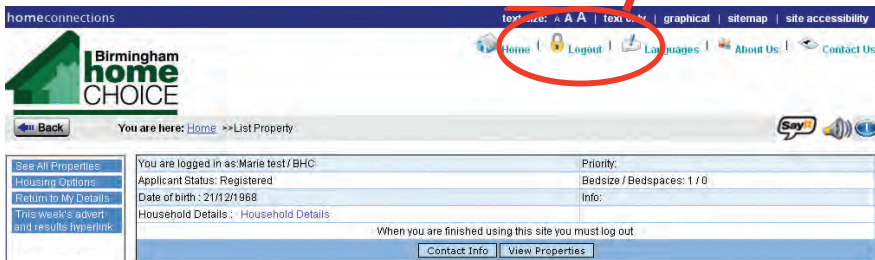 homeconnections
text size: A A A | text only | graphical | sitemap | site accessibility
Home | Logout | Languages | About Us | Contact Us
Birmingham
home
CHOICE
Back
You are here: Home >>List Property
Say it
See All Properties
Housing Options
Return to My Details
This week's advert
and results hyperlink
You are logged in as:Marie test / BHC
Priority:
Applicant Status: Registered
Bedsize / Bedspaces: 1 / 0
Date of birth : 21/12/1968
Info:
Household Details : Household Details
When you are finished using this site you must log out
Contact Info
View Properties